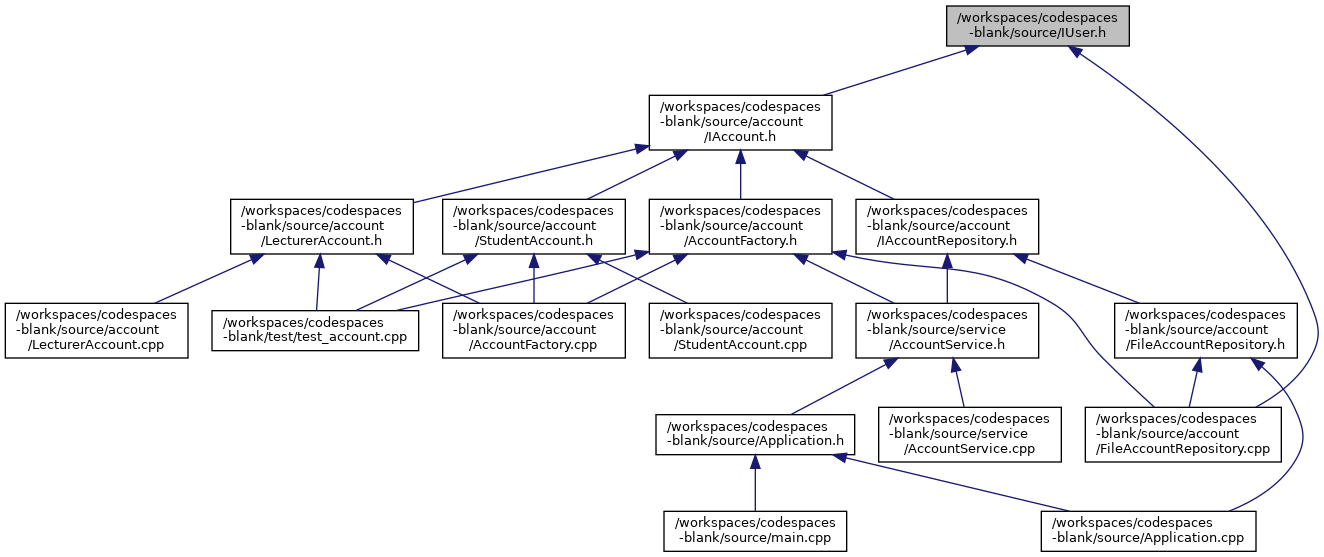 /workspaces/codespaces
-blank/source/IUser.h
/workspaces/codespaces
-blank/source/account
/IAccount.h
/workspaces/codespaces
-blank/source/account
/LecturerAccount.h
/workspaces/codespaces
-blank/source/account
/StudentAccount.h
/workspaces/codespaces
-blank/source/account
/AccountFactory.h
/workspaces/codespaces
-blank/source/account
/IAccountRepository.h
/workspaces/codespaces
-blank/source/account
/LecturerAccount.cpp
/workspaces/codespaces
-blank/test/test_account.cpp
/workspaces/codespaces
-blank/source/account
/AccountFactory.cpp
/workspaces/codespaces
-blank/source/account
/StudentAccount.cpp
/workspaces/codespaces
-blank/source/service
/AccountService.h
/workspaces/codespaces
-blank/source/account
/FileAccountRepository.h
/workspaces/codespaces
-blank/source/Application.h
/workspaces/codespaces
-blank/source/service
/AccountService.cpp
/workspaces/codespaces
-blank/source/account
/FileAccountRepository.cpp
/workspaces/codespaces
-blank/source/main.cpp
/workspaces/codespaces
-blank/source/Application.cpp